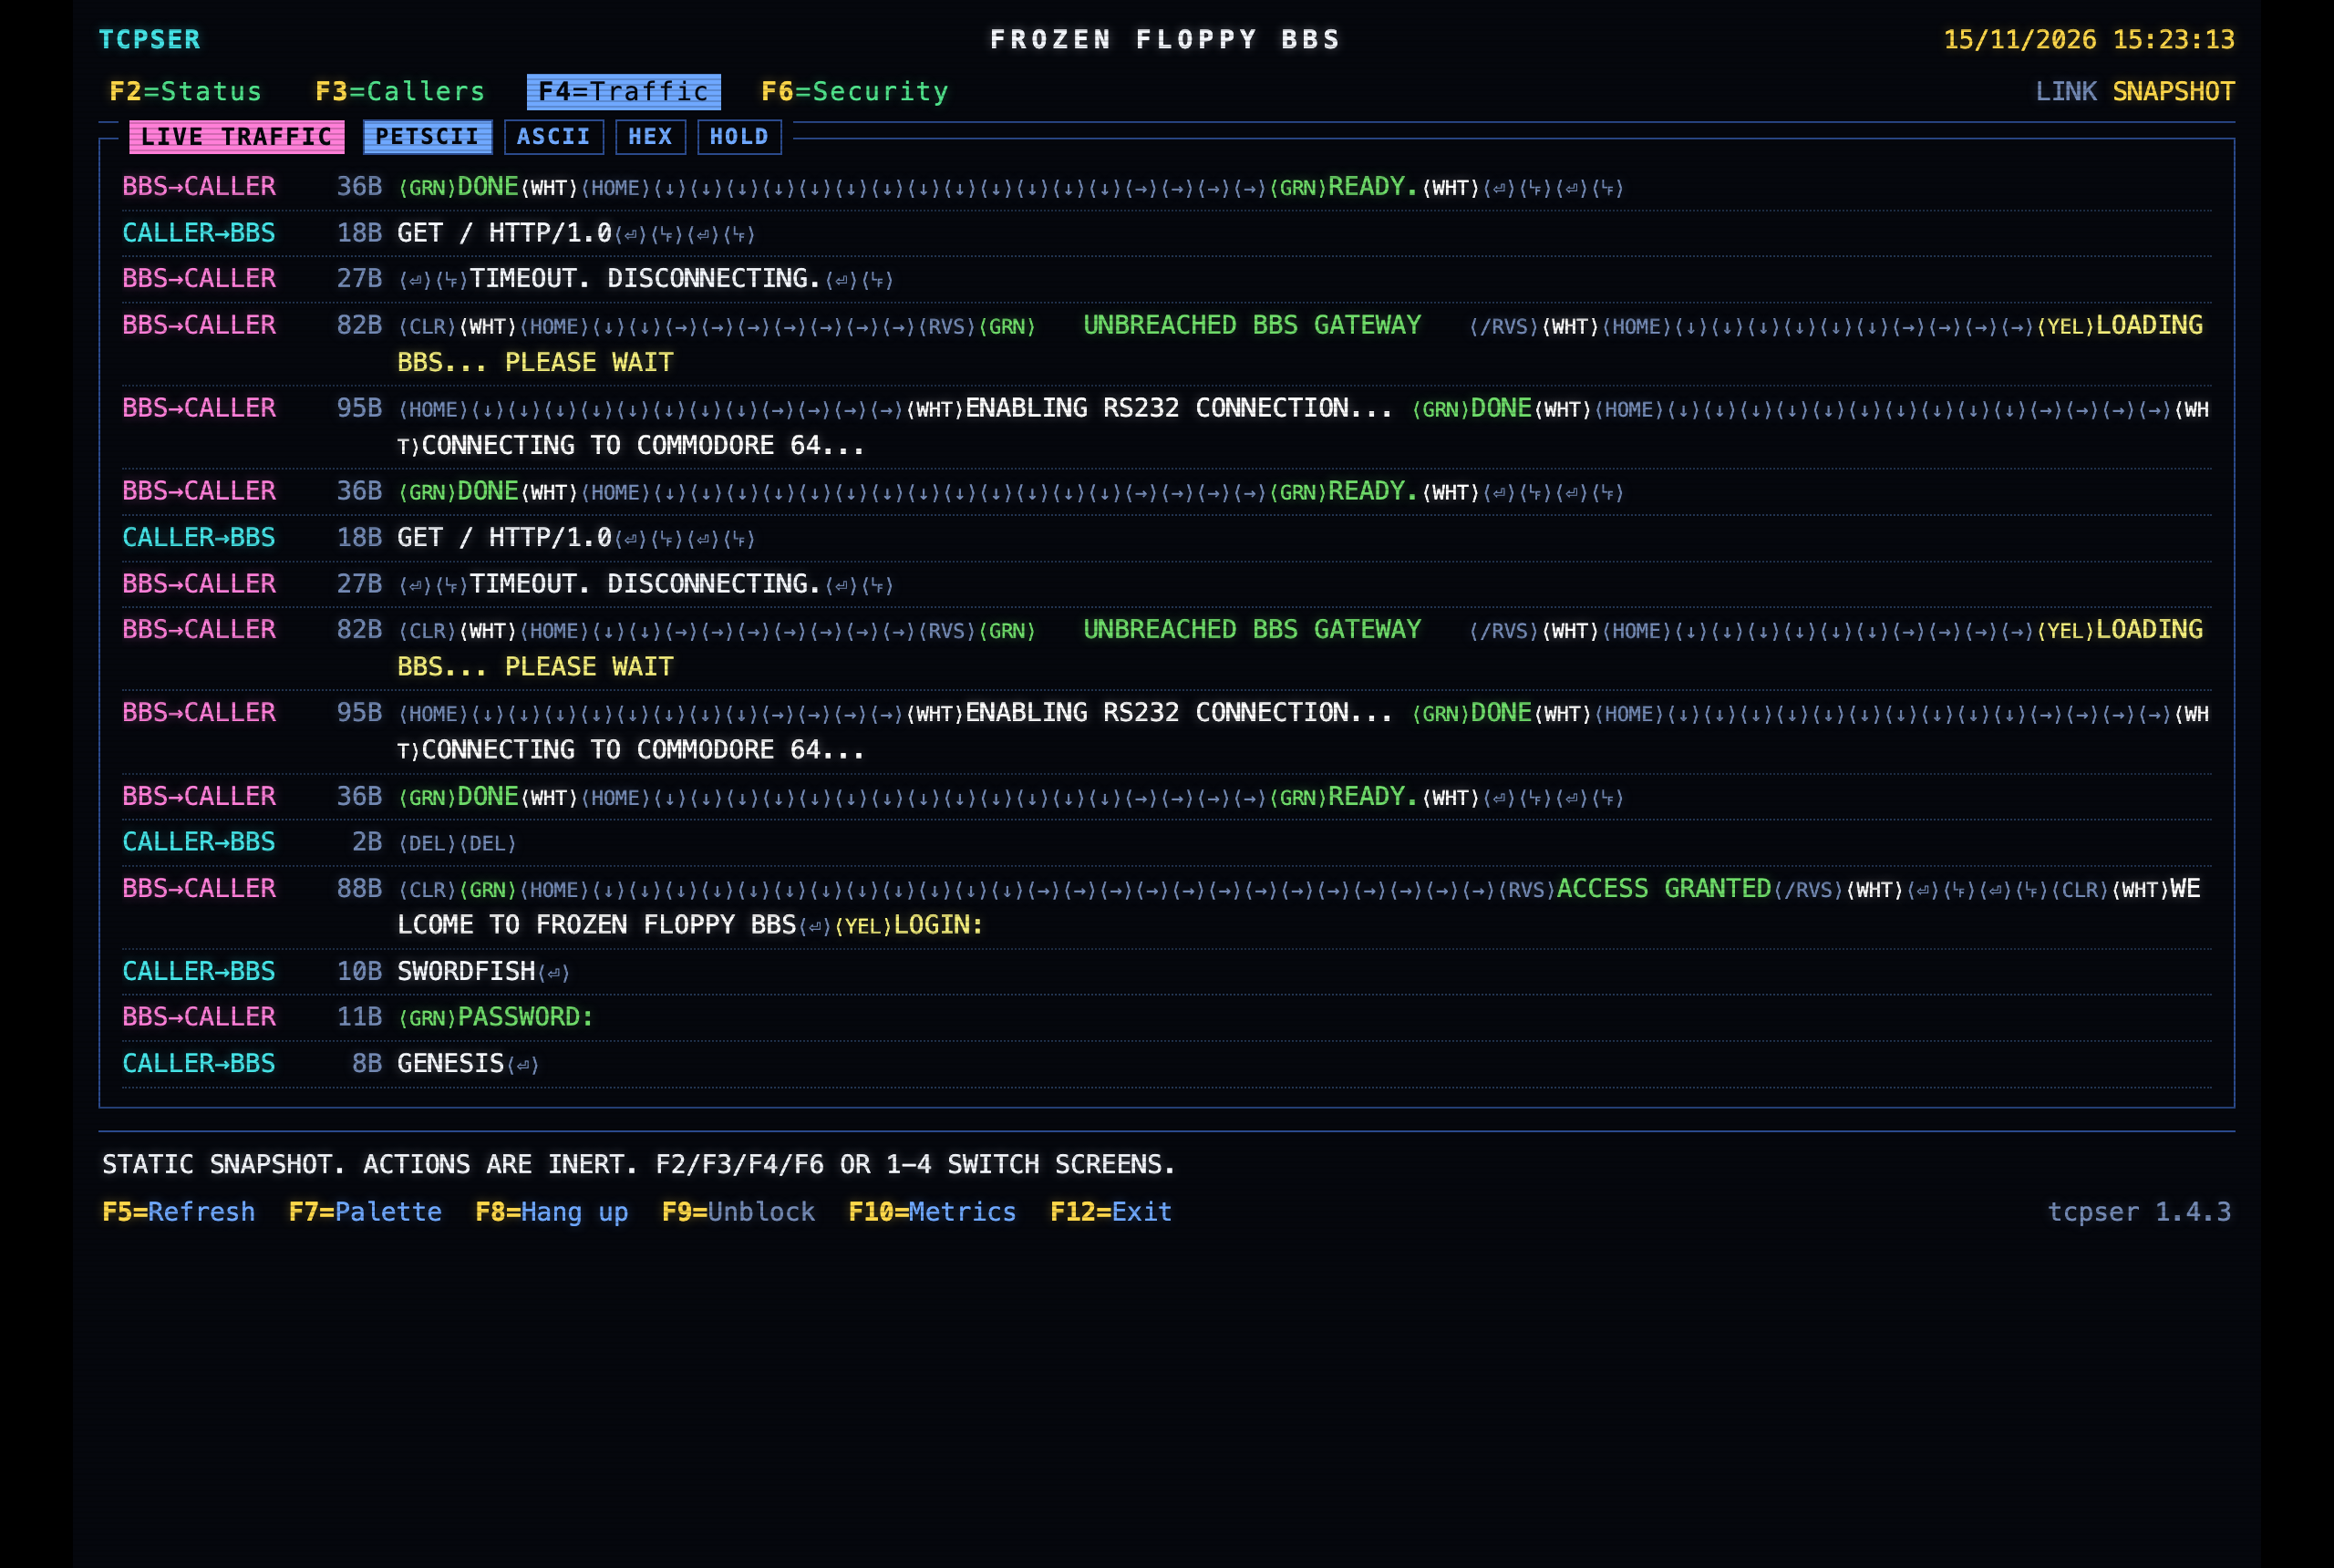 TCPSER FROZEN FLOPPY BBS 15/11/2026 15:23:13
F2=Status F3=Callers F4=Traffic F6=Security LINK SNAPSHOT
LIVE TRAFFIC PETSCII ASCII HEX HOLD
BBS→CALLER 36B ⟨GRN⟩DONE⟨WHT⟩⟨HOME⟩⟨↓⟩⟨↓⟩⟨↓⟩⟨↓⟩⟨↓⟩⟨↓⟩⟨↓⟩⟨↓⟩⟨↓⟩⟨↓⟩⟨↓⟩⟨↓⟩⟨↓⟩⟨→⟩⟨→⟩⟨→⟩⟨→⟩⟨GRN⟩READY.⟨WHT⟩⟨⏎⟩⟨␊⟩⟨⏎⟩⟨␊⟩
CALLER→BBS 18B GET / HTTP/1.0⟨⏎⟩⟨␊⟩⟨⏎⟩⟨␊⟩
BBS→CALLER 27B ⟨⏎⟩⟨␊⟩TIMEOUT. DISCONNECTING.⟨⏎⟩⟨␊⟩
BBS→CALLER 82B ⟨CLR⟩⟨WHT⟩⟨HOME⟩⟨↓⟩⟨↓⟩⟨→⟩⟨→⟩⟨→⟩⟨→⟩⟨→⟩⟨→⟩⟨→⟩⟨RVS⟩⟨GRN⟩   UNBREACHED BBS GATEWAY   ⟨/RVS⟩⟨WHT⟩⟨HOME⟩⟨↓⟩⟨↓⟩⟨↓⟩⟨↓⟩⟨↓⟩⟨↓⟩⟨→⟩⟨→⟩⟨→⟩⟨→⟩⟨YEL⟩LOADING
BBS... PLEASE WAIT
BBS→CALLER 95B ⟨HOME⟩⟨↓⟩⟨↓⟩⟨↓⟩⟨↓⟩⟨↓⟩⟨↓⟩⟨↓⟩⟨↓⟩⟨→⟩⟨→⟩⟨→⟩⟨→⟩⟨WHT⟩ENABLING RS232 CONNECTION... ⟨GRN⟩DONE⟨WHT⟩⟨HOME⟩⟨↓⟩⟨↓⟩⟨↓⟩⟨↓⟩⟨↓⟩⟨↓⟩⟨↓⟩⟨↓⟩⟨↓⟩⟨↓⟩⟨→⟩⟨→⟩⟨→⟩⟨→⟩⟨WH
T⟩CONNECTING TO COMMODORE 64...
BBS→CALLER 36B ⟨GRN⟩DONE⟨WHT⟩⟨HOME⟩⟨↓⟩⟨↓⟩⟨↓⟩⟨↓⟩⟨↓⟩⟨↓⟩⟨↓⟩⟨↓⟩⟨↓⟩⟨↓⟩⟨↓⟩⟨↓⟩⟨↓⟩⟨→⟩⟨→⟩⟨→⟩⟨→⟩⟨GRN⟩READY.⟨WHT⟩⟨⏎⟩⟨␊⟩⟨⏎⟩⟨␊⟩
CALLER→BBS 18B GET / HTTP/1.0⟨⏎⟩⟨␊⟩⟨⏎⟩⟨␊⟩
BBS→CALLER 27B ⟨⏎⟩⟨␊⟩TIMEOUT. DISCONNECTING.⟨⏎⟩⟨␊⟩
BBS→CALLER 82B ⟨CLR⟩⟨WHT⟩⟨HOME⟩⟨↓⟩⟨↓⟩⟨→⟩⟨→⟩⟨→⟩⟨→⟩⟨→⟩⟨→⟩⟨→⟩⟨RVS⟩⟨GRN⟩   UNBREACHED BBS GATEWAY   ⟨/RVS⟩⟨WHT⟩⟨HOME⟩⟨↓⟩⟨↓⟩⟨↓⟩⟨↓⟩⟨↓⟩⟨↓⟩⟨→⟩⟨→⟩⟨→⟩⟨→⟩⟨YEL⟩LOADING
BBS... PLEASE WAIT
BBS→CALLER 95B ⟨HOME⟩⟨↓⟩⟨↓⟩⟨↓⟩⟨↓⟩⟨↓⟩⟨↓⟩⟨↓⟩⟨↓⟩⟨→⟩⟨→⟩⟨→⟩⟨→⟩⟨WHT⟩ENABLING RS232 CONNECTION... ⟨GRN⟩DONE⟨WHT⟩⟨HOME⟩⟨↓⟩⟨↓⟩⟨↓⟩⟨↓⟩⟨↓⟩⟨↓⟩⟨↓⟩⟨↓⟩⟨↓⟩⟨↓⟩⟨→⟩⟨→⟩⟨→⟩⟨→⟩⟨WH
T⟩CONNECTING TO COMMODORE 64...
BBS→CALLER 36B ⟨GRN⟩DONE⟨WHT⟩⟨HOME⟩⟨↓⟩⟨↓⟩⟨↓⟩⟨↓⟩⟨↓⟩⟨↓⟩⟨↓⟩⟨↓⟩⟨↓⟩⟨↓⟩⟨↓⟩⟨↓⟩⟨↓⟩⟨→⟩⟨→⟩⟨→⟩⟨→⟩⟨GRN⟩READY.⟨WHT⟩⟨⏎⟩⟨␊⟩⟨⏎⟩⟨␊⟩
CALLER→BBS 2B ⟨DEL⟩⟨DEL⟩
BBS→CALLER 88B ⟨CLR⟩⟨GRN⟩⟨HOME⟩⟨↓⟩⟨↓⟩⟨↓⟩⟨↓⟩⟨↓⟩⟨↓⟩⟨↓⟩⟨↓⟩⟨↓⟩⟨↓⟩⟨↓⟩⟨↓⟩⟨→⟩⟨→⟩⟨→⟩⟨→⟩⟨→⟩⟨→⟩⟨→⟩⟨→⟩⟨→⟩⟨→⟩⟨→⟩⟨→⟩⟨→⟩⟨RVS⟩ACCESS GRANTED⟨/RVS⟩⟨WHT⟩⟨⏎⟩⟨␊⟩⟨⏎⟩⟨␊⟩⟨CLR⟩⟨WHT⟩WE
LCOME TO FROZEN FLOPPY BBS⟨⏎⟩⟨YEL⟩LOGIN:
CALLER→BBS 10B SWORDFISH⟨⏎⟩
BBS→CALLER 11B ⟨GRN⟩PASSWORD:
CALLER→BBS 8B GENESIS⟨⏎⟩
STATIC SNAPSHOT. ACTIONS ARE INERT. F2/F3/F4/F6 OR 1–4 SWITCH SCREENS.
F5=Refresh F7=Palette F8=Hang up F9=Unblock F10=Metrics F12=Exit tcpser 1.4.3